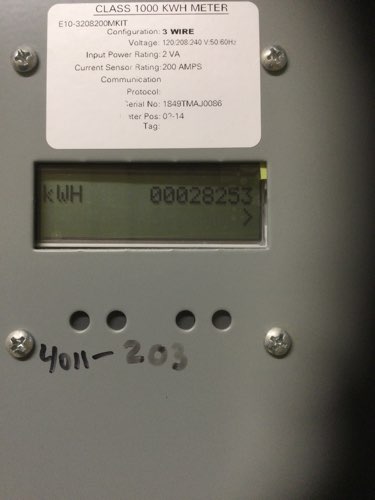 CLASS 1000 KWH METER
E10-3208200MKIT
Configuration: 3 WIRE
Voltage: 120:208-240 V:50:60Hz
Input Power Rating: 2 VA
Current Sensor Rating: 200 AMPS
Communication
Protocol:
Serial No: 1849TMAJ0086
Pos:
Tag:
kWH 00028253
>
4011-203